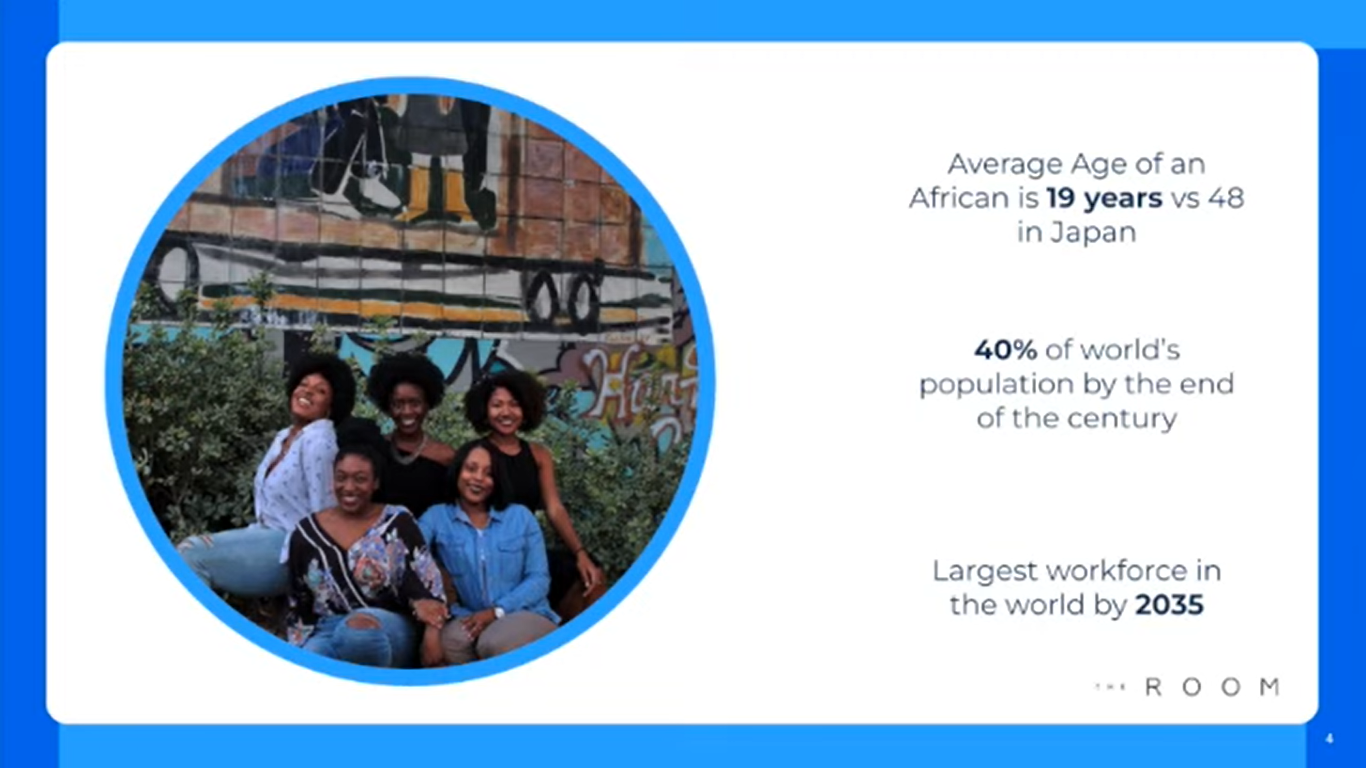 Average Age of an
African is 19 years vs 48
in Japan
40% of world's
population by the end
of the century
Largest workforce in
the world by 2035
THE ROOM
4